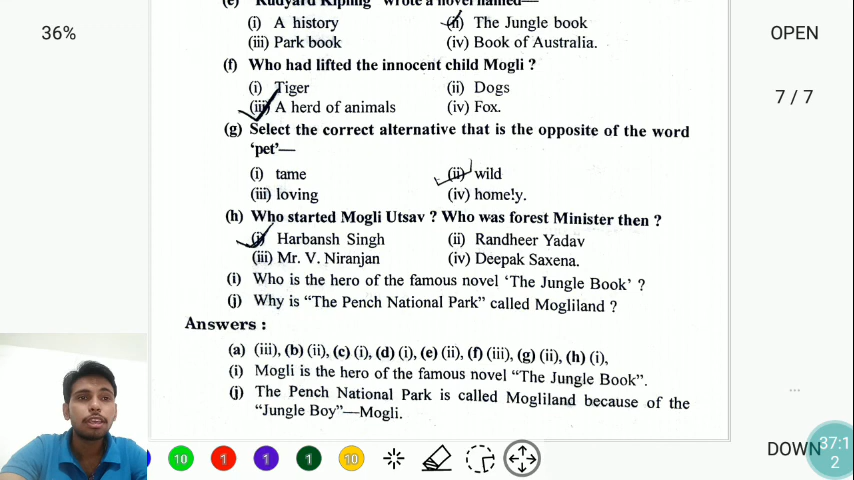 36%
OPEN
7 / 7
(e) "Rudyard Kipling" wrote a novel named—
(i) A history (ii) The Jungle book
(iii) Park book (iv) Book of Australia.
(f) Who had lifted the innocent child Mogli ?
(i) Tiger (ii) Dogs
(iii) A herd of animals (iv) Fox.
(g) Select the correct alternative that is the opposite of the word
'pet'—
(i) tame (ii) wild
(iii) loving (iv) homely.
(h) Who started Mogli Utsav ? Who was forest Minister then ?
(i) Harbansh Singh (ii) Randheer Yadav
(iii) Mr. V. Niranjan (iv) Deepak Saxena.
(i) Who is the hero of the famous novel 'The Jungle Book' ?
(j) Why is "The Pench National Park" called Mogliland ?
Answers :
(a) (iii), (b) (ii), (c) (i), (d) (i), (e) (ii), (f) (iii), (g) (ii), (h) (i),
(i) Mogli is the hero of the famous novel "The Jungle Book".
(j) The Pench National Park is called Mogliland because of the
"Jungle Boy"—Mogli.
...
DOWN
37:1
2
10 1 1 1 10